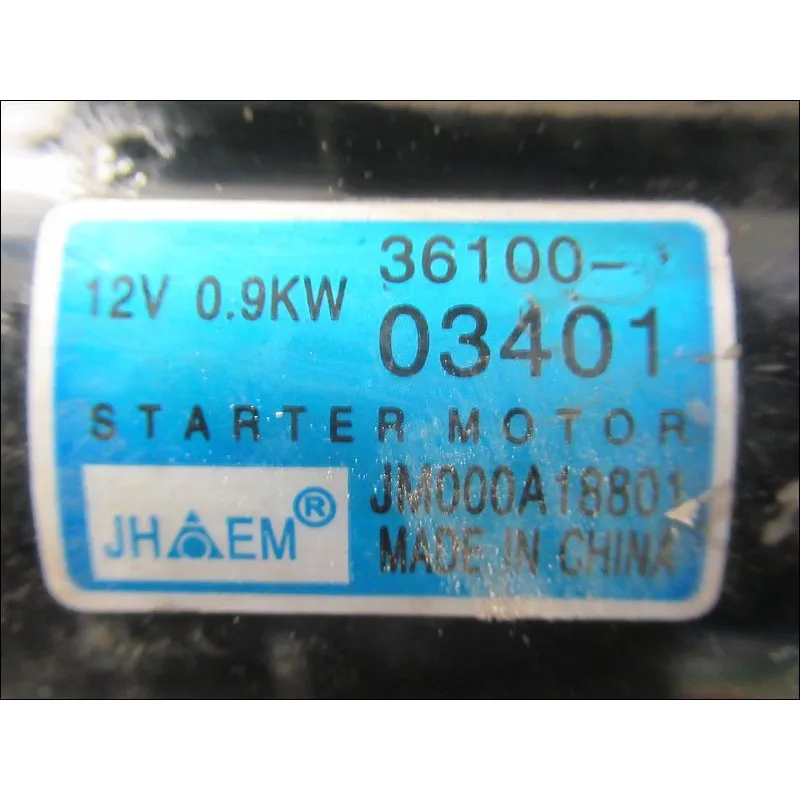 12V 0.9KW 36100-
03401
STARTER MOTOR
JHAEM®
JM000A18801
MADE IN CHINA